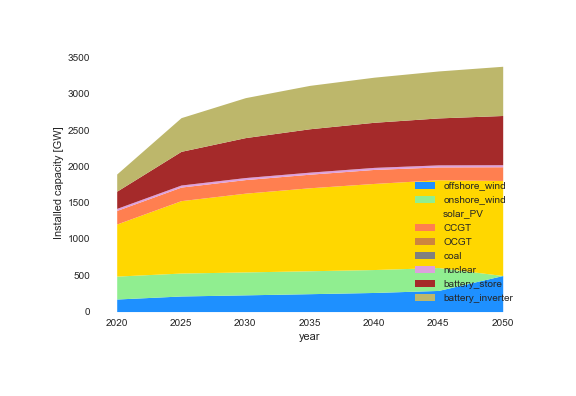 3500
3000
2500
2000
1500
1000
500
0
Installed capacity [GW]
offshore_wind
onshore_wind
solar_PV
CCGT
OCGT
coal
nuclear
battery_store
battery_inverter
2020 2025 2030 2035 2040 2045 2050
year